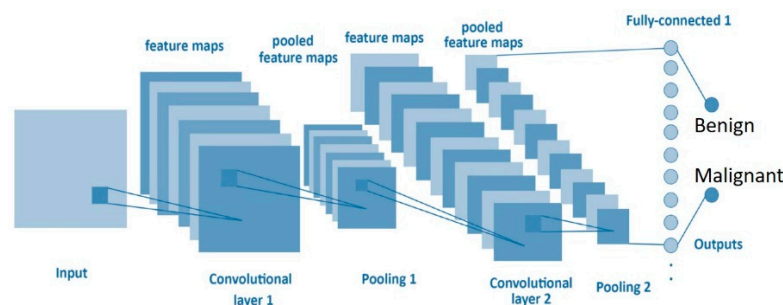 feature maps
pooled
feature maps
feature maps
pooled
feature maps
Fully-connected 1
Benign
Malignant
Outputs
Input
Convolutional
layer 1
Pooling 1
Convolutional
layer 2
Pooling 2